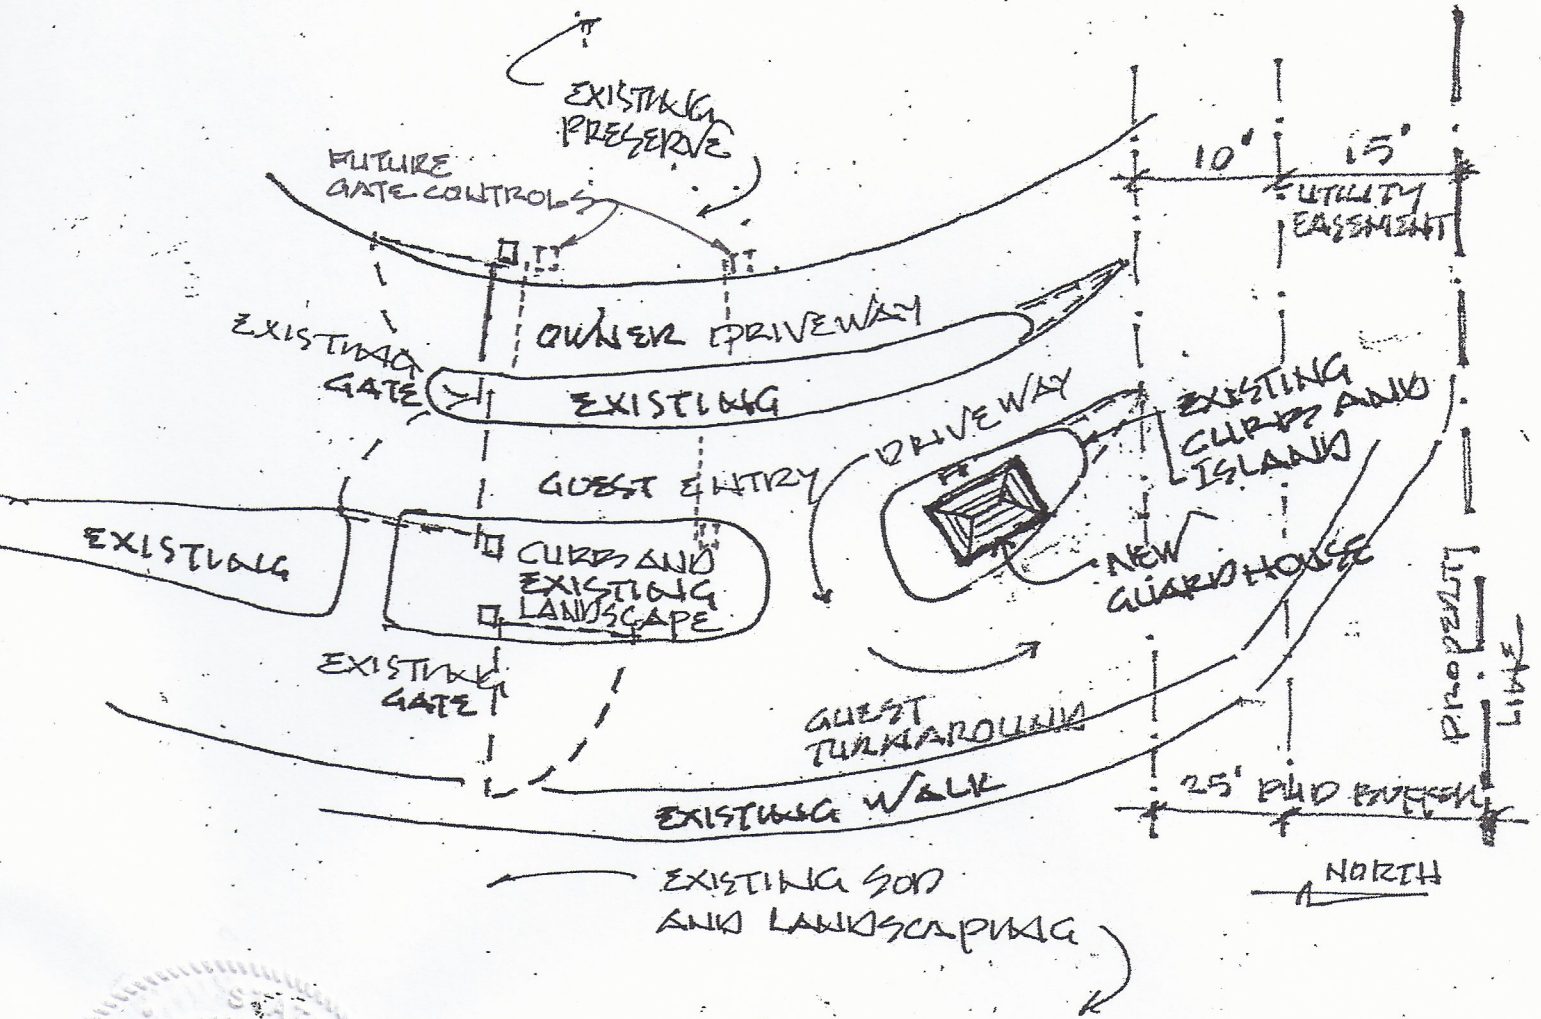 EXISTING
PRESERVE
FUTURE
GATE CONTROLS
10'
15'
UTILITY
EASEMENT
OWNER DRIVEWAY
EXISTING
GATE
EXISTING
DRIVEWAY
EXISTING
CURBS AND
ISLAND
GUEST ENTRY
EXISTING
CURBS AND
EXISTING
LANDSCAPE
NEW
GUARDHOUSE
PROPERTY
LINE
EXISTING
GATE
GUEST
TURNAROUND
25' PUD BUFFER
EXISTING WALK
NORTH
EXISTING SOD
AND LANDSCAPING